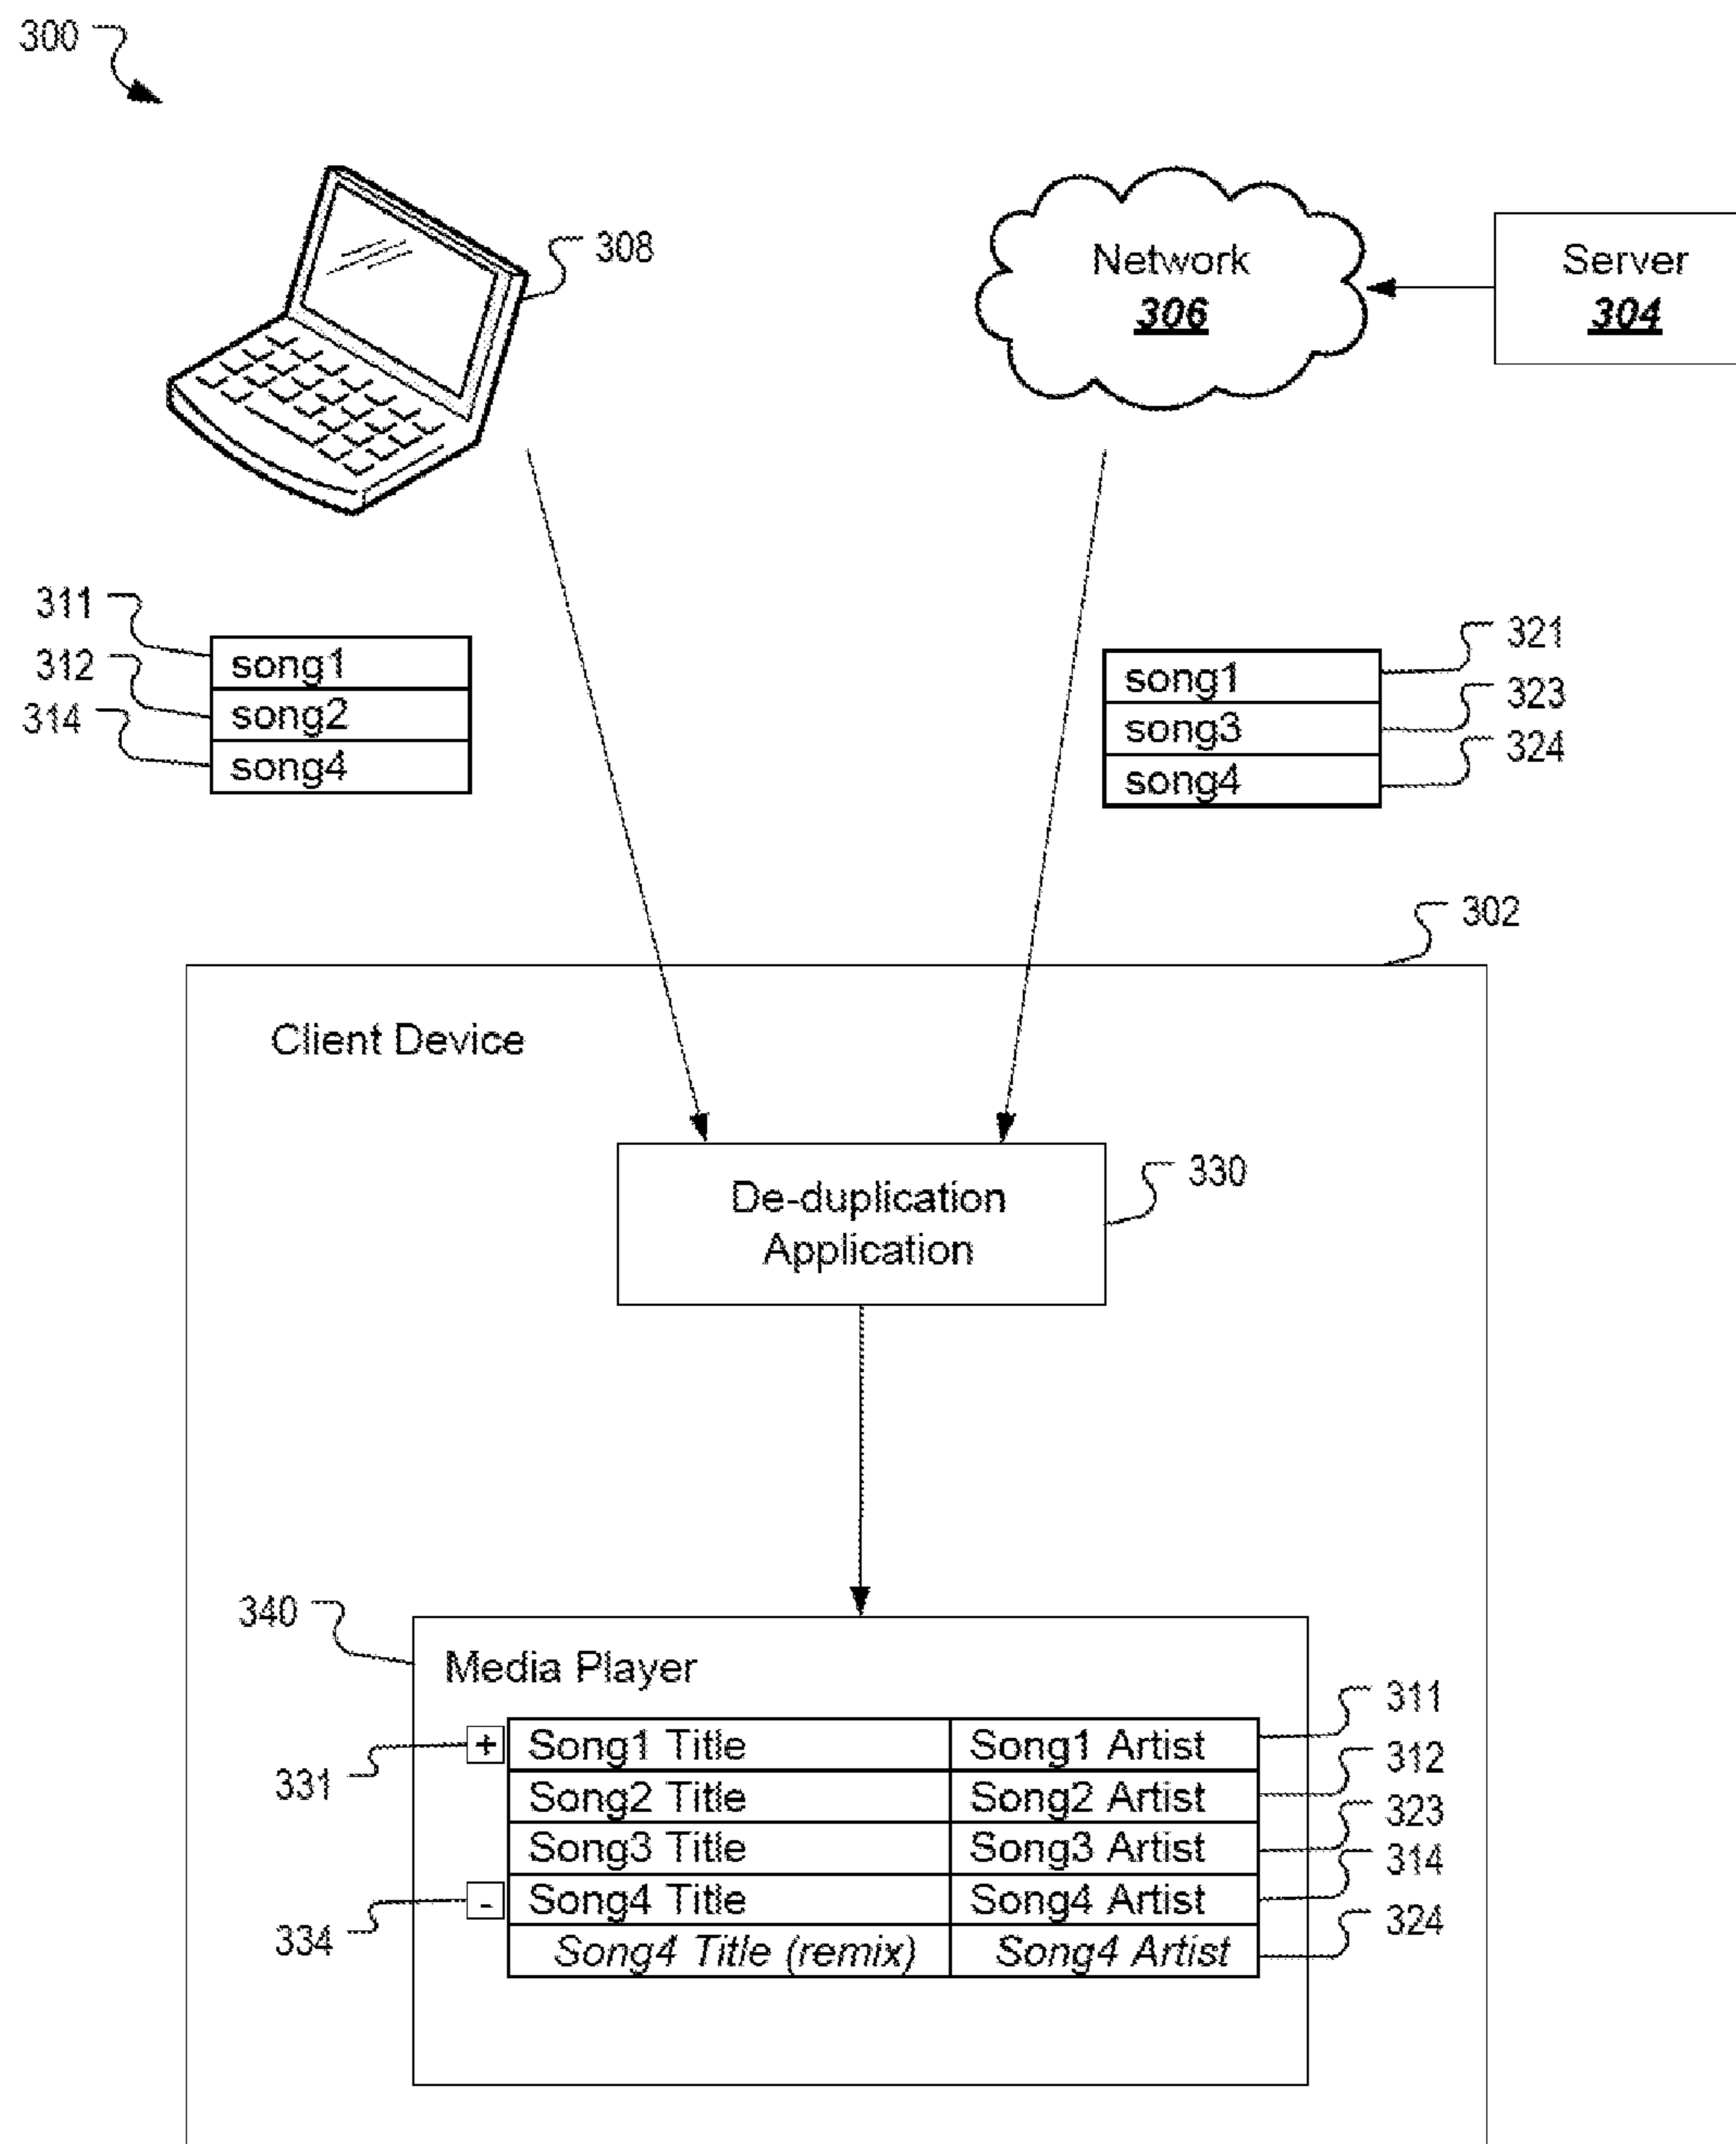 300
308
Network
306
Server
304
311
312
314
song1
song2
song4
song1
song3
song4
321
323
324
302
Client Device
De-duplication
Application
330
340
Media Player
331
+ Song1 Title Song1 Artist
Song2 Title Song2 Artist
Song3 Title Song3 Artist
- Song4 Title Song4 Artist
Song4 Title (remix) Song4 Artist
334
311
312
323
314
324